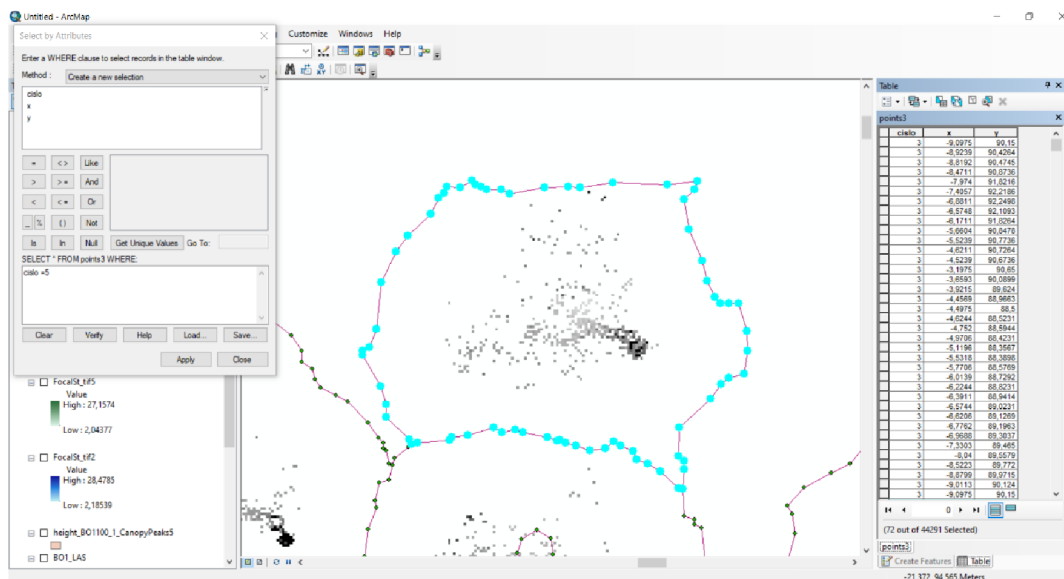 Untitled - ArcMap
Select by Attributes
Customize Windows Help
Enter a WHERE clause to select records in the table window.
Method : Create a new selection
cislo
x
y
= < > Like
> > = And
< < = Or
_ % ( ) Not
Is In Null Get Unique Values Go To:
SELECT * FROM points3 WHERE:
cislo =5
Clear Verify Help Load... Save...
Apply Close
FocalSt_tif5
Value
High : 27,1574
Low : 2,04377
FocalSt_tif2
Value
High : 28,4785
Low : 2,18539
height_BO1100_1_CanopyPeaks5
BO1_LAS
Table
points3
cislo x y
3 -9,0975 90,15
3 -8,9239 90,4264
3 -8,8192 90,4745
3 -8,4711 90,8736
3 -7,974 91,8216
3 -7,4057 92,2186
3 -6,8811 92,2498
3 -6,5748 92,1093
3 -6,1711 91,8264
3 -5,6604 90,8478
3 -5,5239 90,7736
3 -4,6211 90,7264
3 -4,5239 90,6736
3 -3,1975 90,65
3 -3,6593 90,0899
3 -3,9215 89,624
3 -4,4569 88,9663
3 -4,4975 88,5
3 -4,6244 88,5231
3 -4,752 88,5944
3 -4,9706 88,4231
3 -5,1196 88,3567
3 -5,5318 88,3898
3 -5,7706 88,5769
3 -6,0139 88,7292
3 -6,2244 88,8231
3 -6,3911 88,9414
3 -6,5744 89,0231
3 -6,6206 89,1269
3 -6,7762 89,1963
3 -6,9688 89,3037
3 -7,3303 89,465
3 -8,04 89,5579
3 -8,5223 89,772
3 -8,8799 89,9715
3 -9,0113 90,124
3 -9,0975 90,15
0
(72 out of 44291 Selected)
points3
Create Features Table
-21,372 94,565 Meters